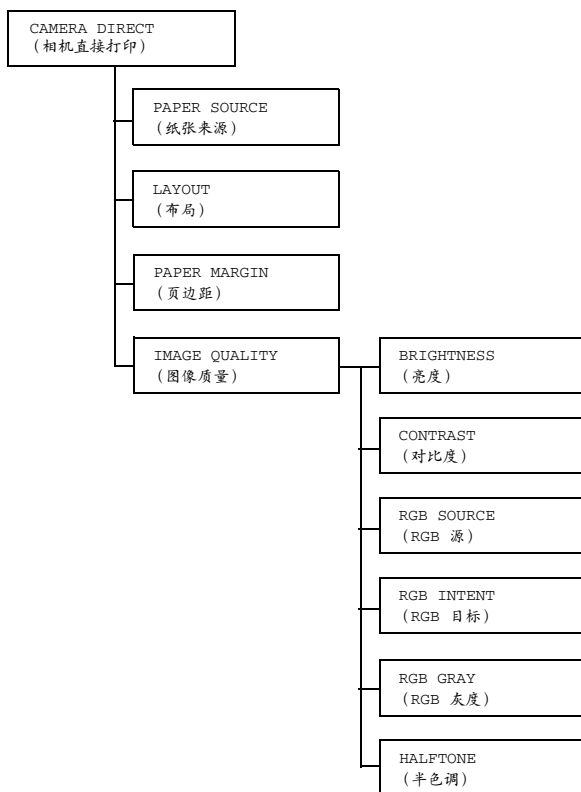 CAMERA DIRECT
(相机直接打印)
PAPER SOURCE
(纸张来源)
LAYOUT
(布局)
PAPER MARGIN
(页边距)
IMAGE QUALITY
(图像质量)
BRIGHTNESS
(亮度)
CONTRAST
(对比度)
RGB SOURCE
(RGB 源)
RGB INTENT
(RGB 目标)
RGB GRAY
(RGB 灰度)
HALFTONE
(半色调)